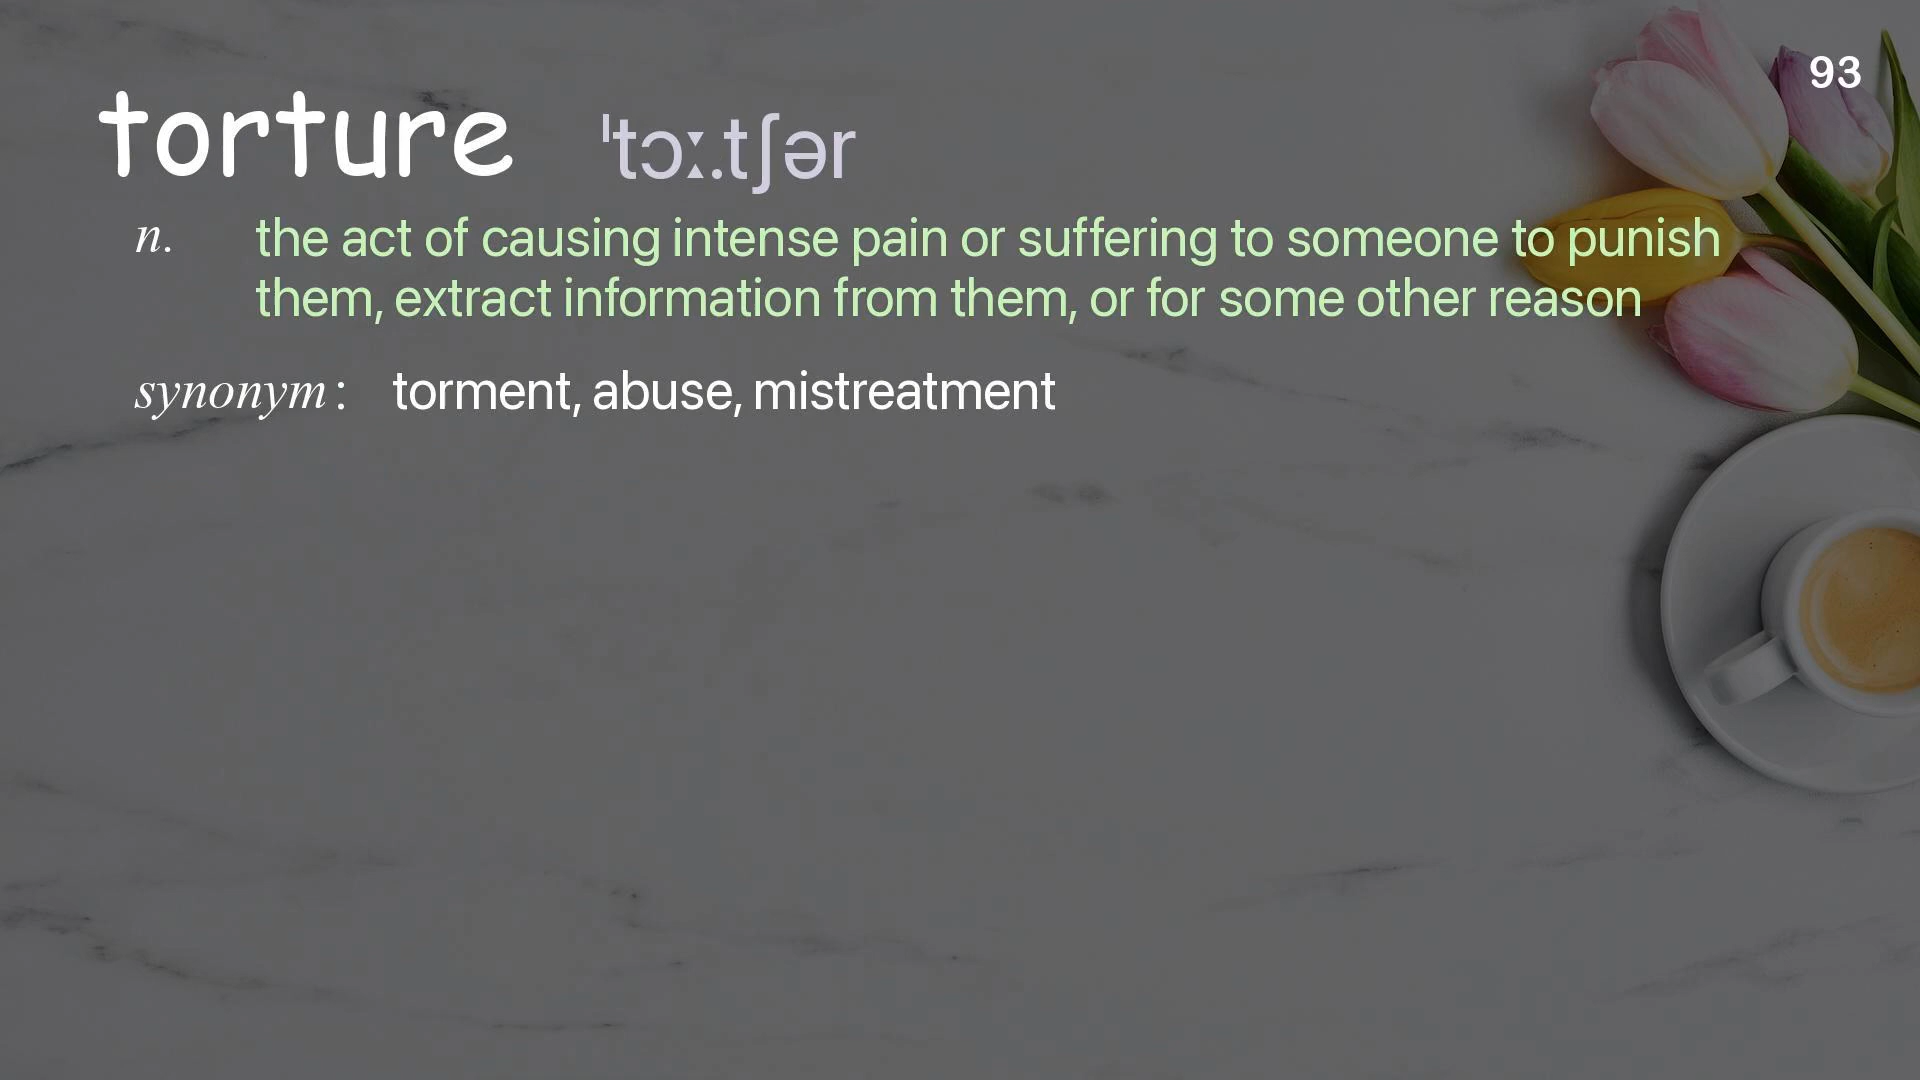 93
torture ˈtɔː.tʃər
n. the act of causing intense pain or suffering to someone to punish
them, extract information from them, or for some other reason
synonym: torment, abuse, mistreatment